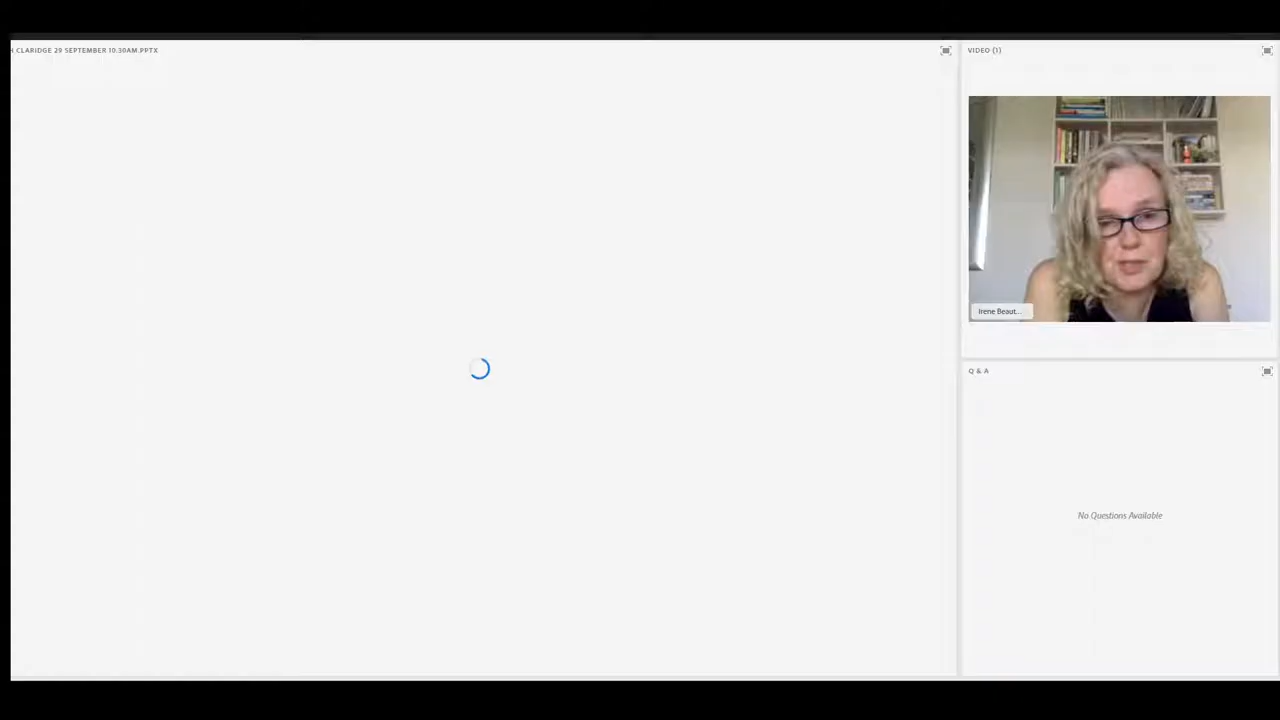 H CLARIDGE 29 SEPTEMBER 10.30AM.PPTX
VIDEO (1)
Irene Beaut...
Q & A
No Questions Available